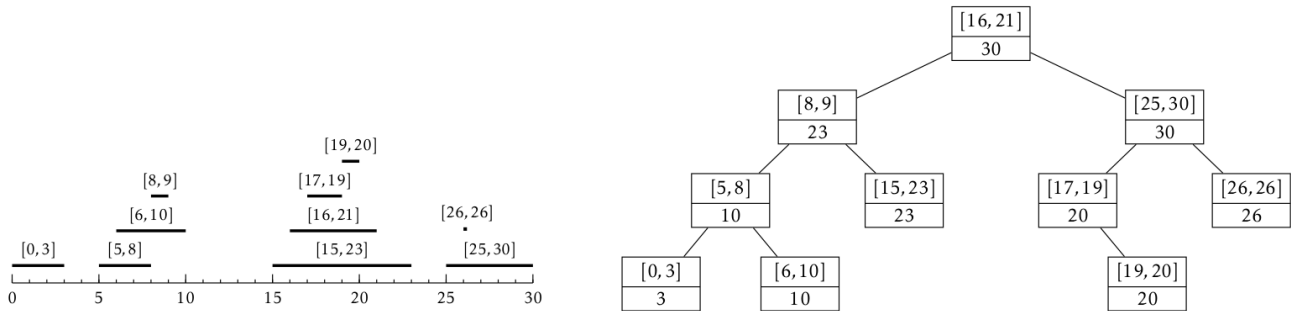 [19, 20]
[8, 9] [17, 19]
[6, 10] [16, 21] [26, 26]
[0, 3] [5, 8] [15, 23] [25, 30]
0 5 10 15 20 25 30
[16, 21]
30
[8, 9] [25, 30]
23 30
[5, 8] [15, 23] [17, 19] [26, 26]
10 23 20 26
[0, 3] [6, 10] [19, 20]
3 10 20